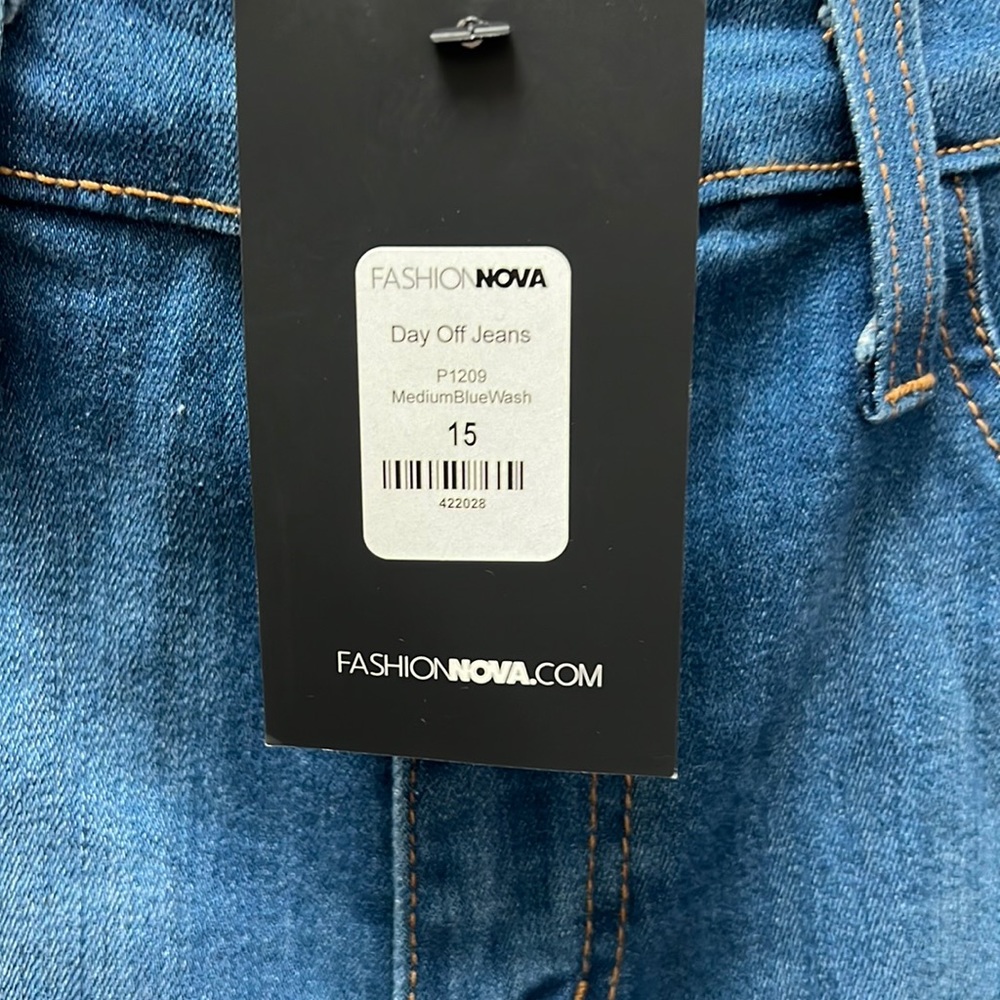 FASHIONNOVA
Day Off Jeans
P1209
MediumBlueWash
15
422028
FASHIONNOVA.COM